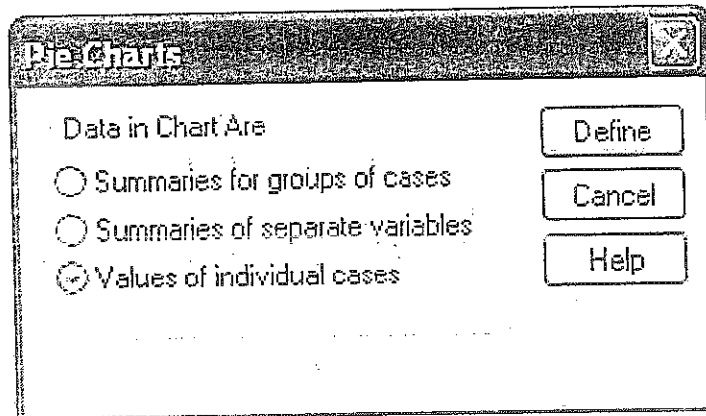 Pie Charts
Data in Chart Are
Summaries for groups of cases
Summaries of separate variables
Values of individual cases
Define
Cancel
Help